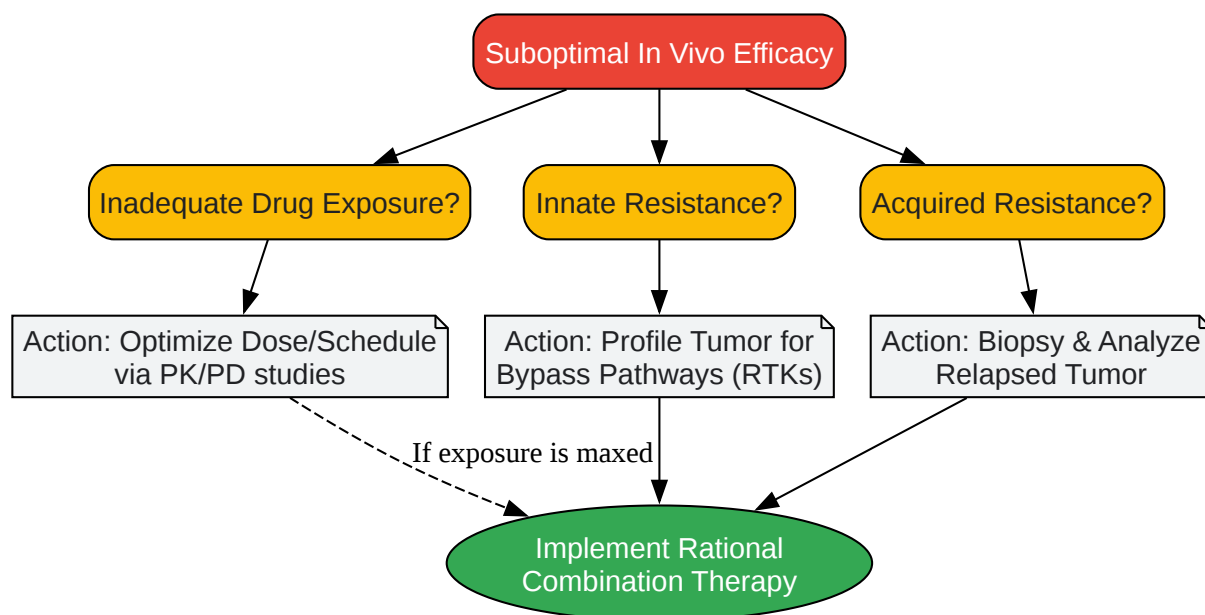 Suboptimal In Vivo Efficacy
Inadequate Drug Exposure?
Innate Resistance?
Acquired Resistance?
Action: Optimize Dose/Schedule
via PK/PD studies
Action: Profile Tumor for
Bypass Pathways (RTKs)
Action: Biopsy & Analyze
Relapsed Tumor
If exposure is maxed
Implement Rational
Combination Therapy